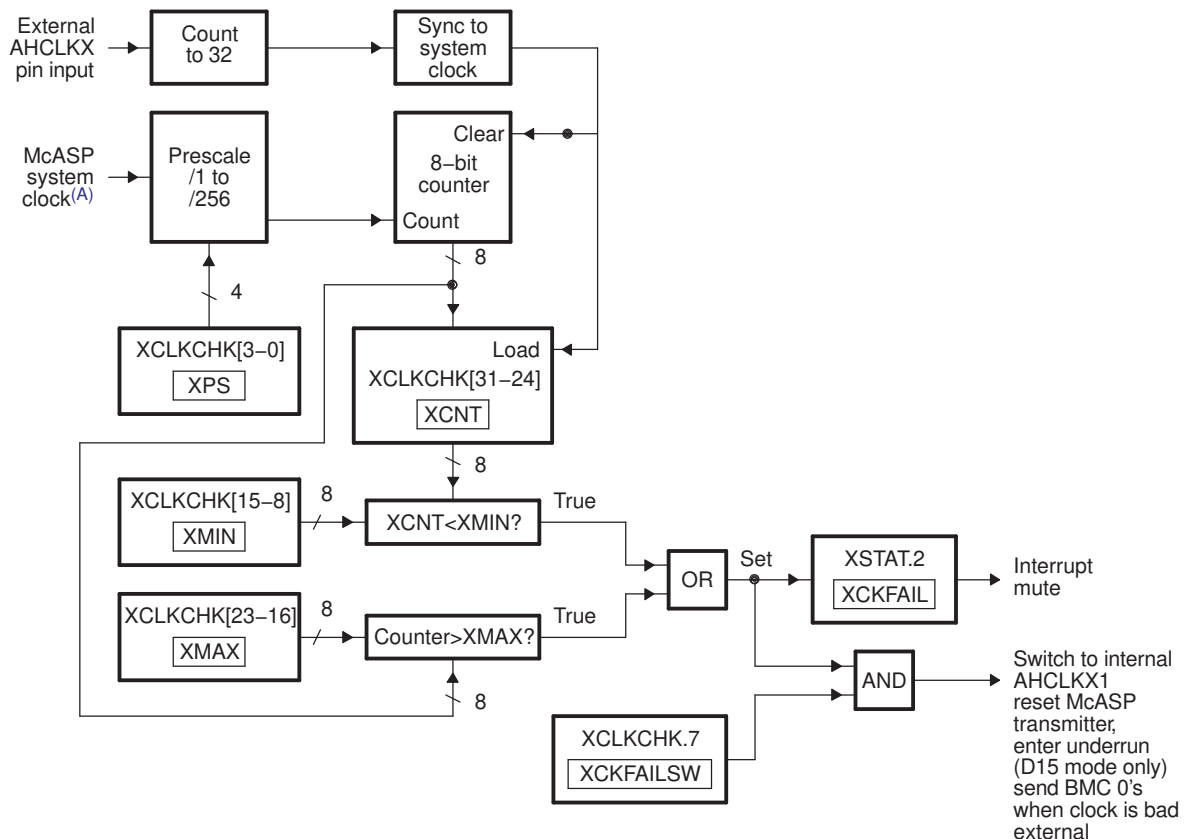 External
AHCLKX
pin input
Count
to 32
Sync to
system
clock
McASP
system
clock(A)
Prescale
/1 to
/256
Clear
8−bit
counter
Count
8
4
XCLKCHK[3−0]
XPS
Load
XCLKCHK[31−24]
XCNT
8
XCLKCHK[15−8]
XMIN
8
XCNT<XMIN?
True
XCLKCHK[23−16]
XMAX
8
Counter>XMAX?
True
8
OR
Set
XSTAT.2
XCKFAIL
Interrupt
mute
AND
XCLKCHK.7
XCKFAILSW
Switch to internal
AHCLKX1
reset McASP
transmitter,
enter underrun
(D15 mode only)
send BMC 0's
when clock is bad
external